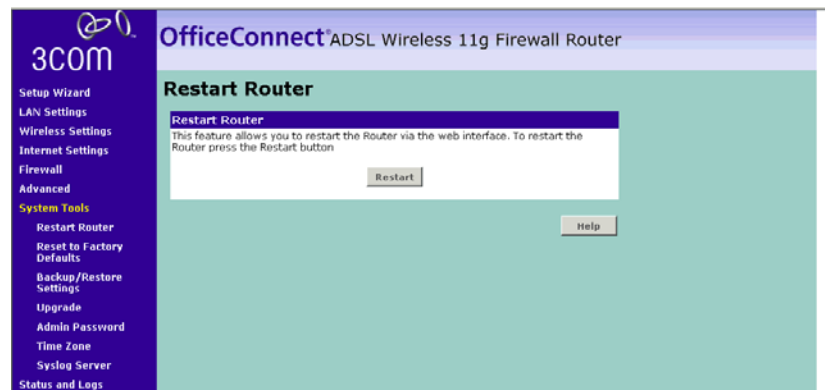 3COM
OfficeConnect® ADSL Wireless 11g Firewall Router
Setup Wizard
LAN Settings
Wireless Settings
Internet Settings
Firewall
Advanced
System Tools
Restart Router
Reset to Factory
Defaults
Backup/Restore
Settings
Upgrade
Admin Password
Time Zone
Syslog Server
Status and Logs
Restart Router
Restart Router
This feature allows you to restart the Router via the web interface. To restart the
Router press the Restart button
Restart
Help